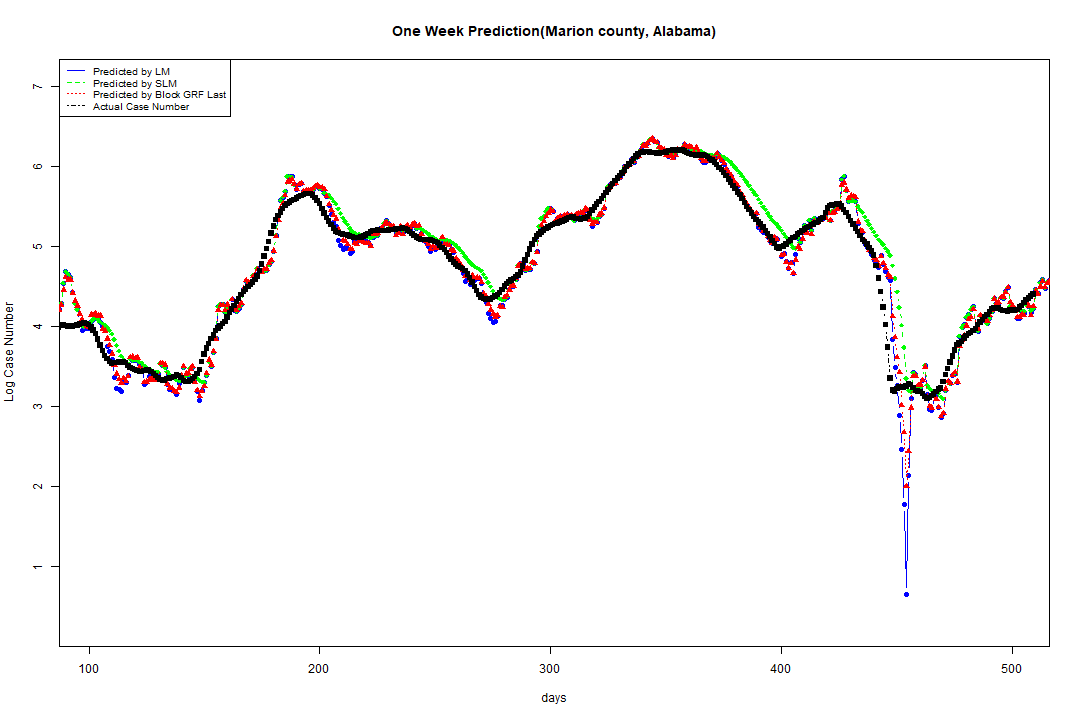 One Week Prediction(Marion county, Alabama)
Predicted by LM
Predicted by SLM
Predicted by Block GRF Last
Actual Case Number
7
6
5
4
3
2
1
Log Case Number
100 200 300 400 500
days